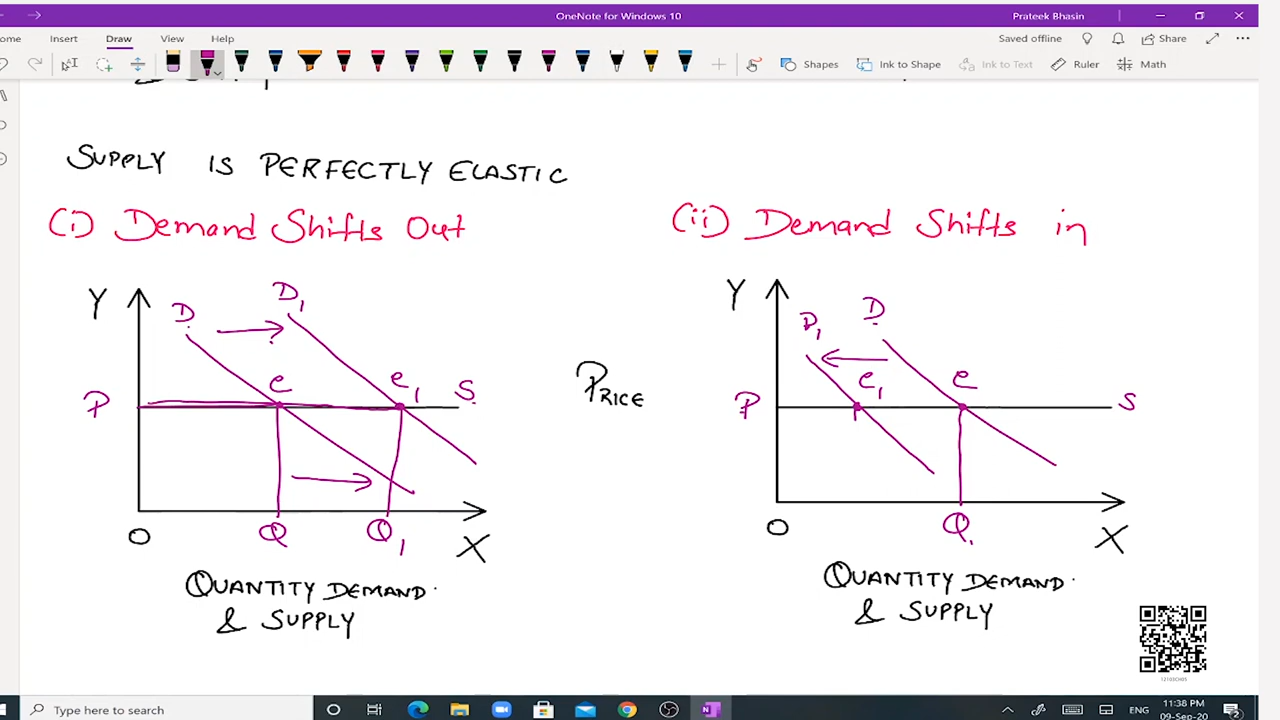 OneNote for Windows 10
Prateek Bhasin
ome Insert Draw View Help
Saved offline
Share
Shapes
Ink to Shape
Ink to Text
Ruler
Math
SUPPLY IS PERFECTLY ELASTIC
(i) Demand Shifts Out
(ii) Demand Shifts in
Y
D
D1
e
e1
S
P
Q
Q1
O
X
QUANTITY DEMAND
& SUPPLY
PRICE
Y
D1
D
e1
e
S
P
Q
O
X
QUANTITY DEMAND
& SUPPLY
12103CH05
Type here to search
ENG
11:38 PM
09-Sep-20